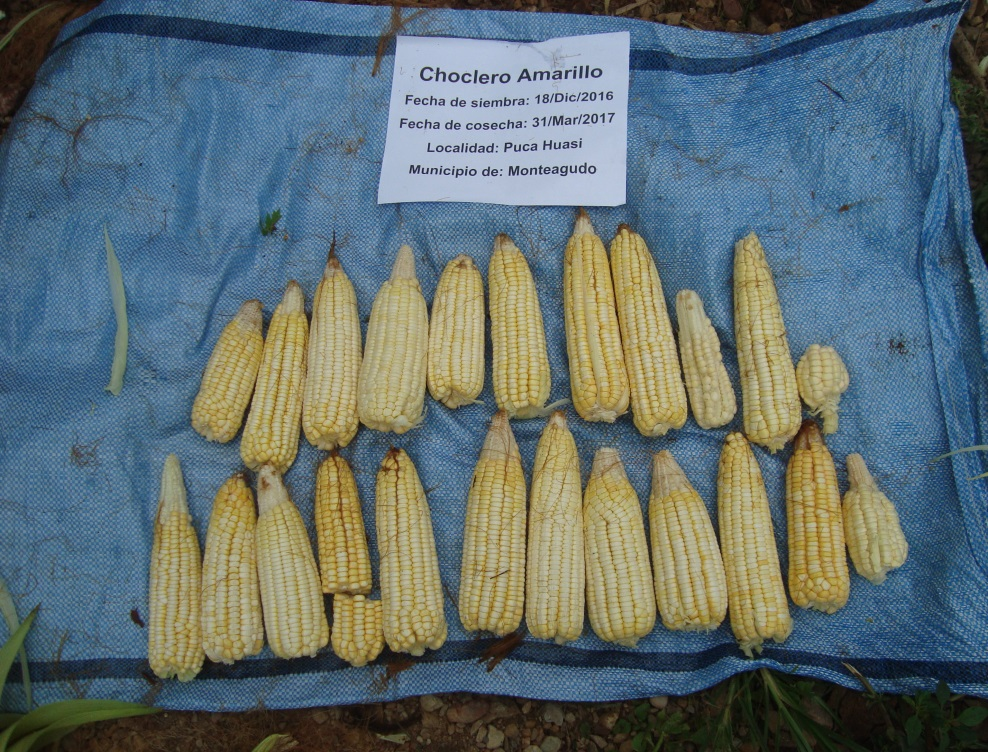 Choclero Amarillo
Fecha de siembra: 18/Dic/2016
Fecha de cosecha: 31/Mar/2017
Localidad: Puca Huasi
Municipio de: Monteagudo